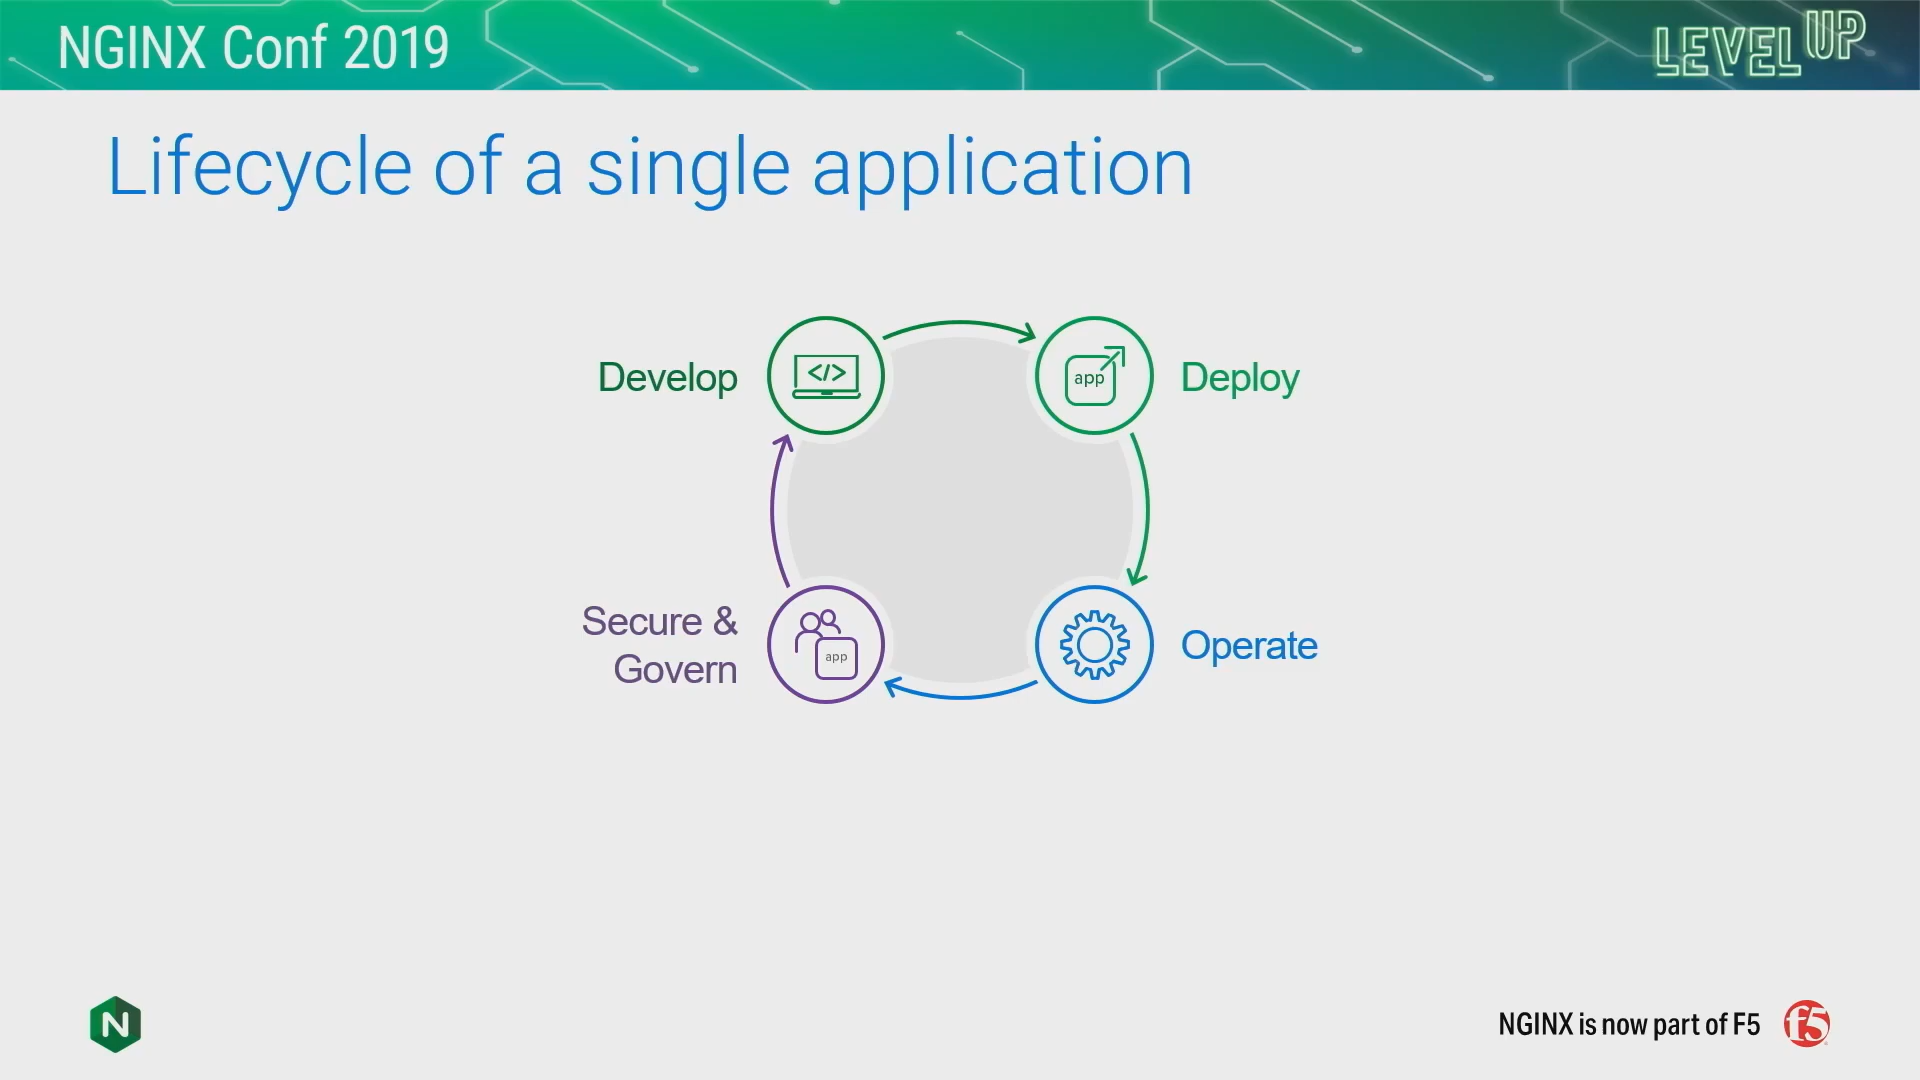 NGINX Conf 2019
LEVEL UP
Lifecycle of a single application
Develop
</>
app
Deploy
Secure &
Govern
app
Operate
N
NGINX is now part of F5
f5